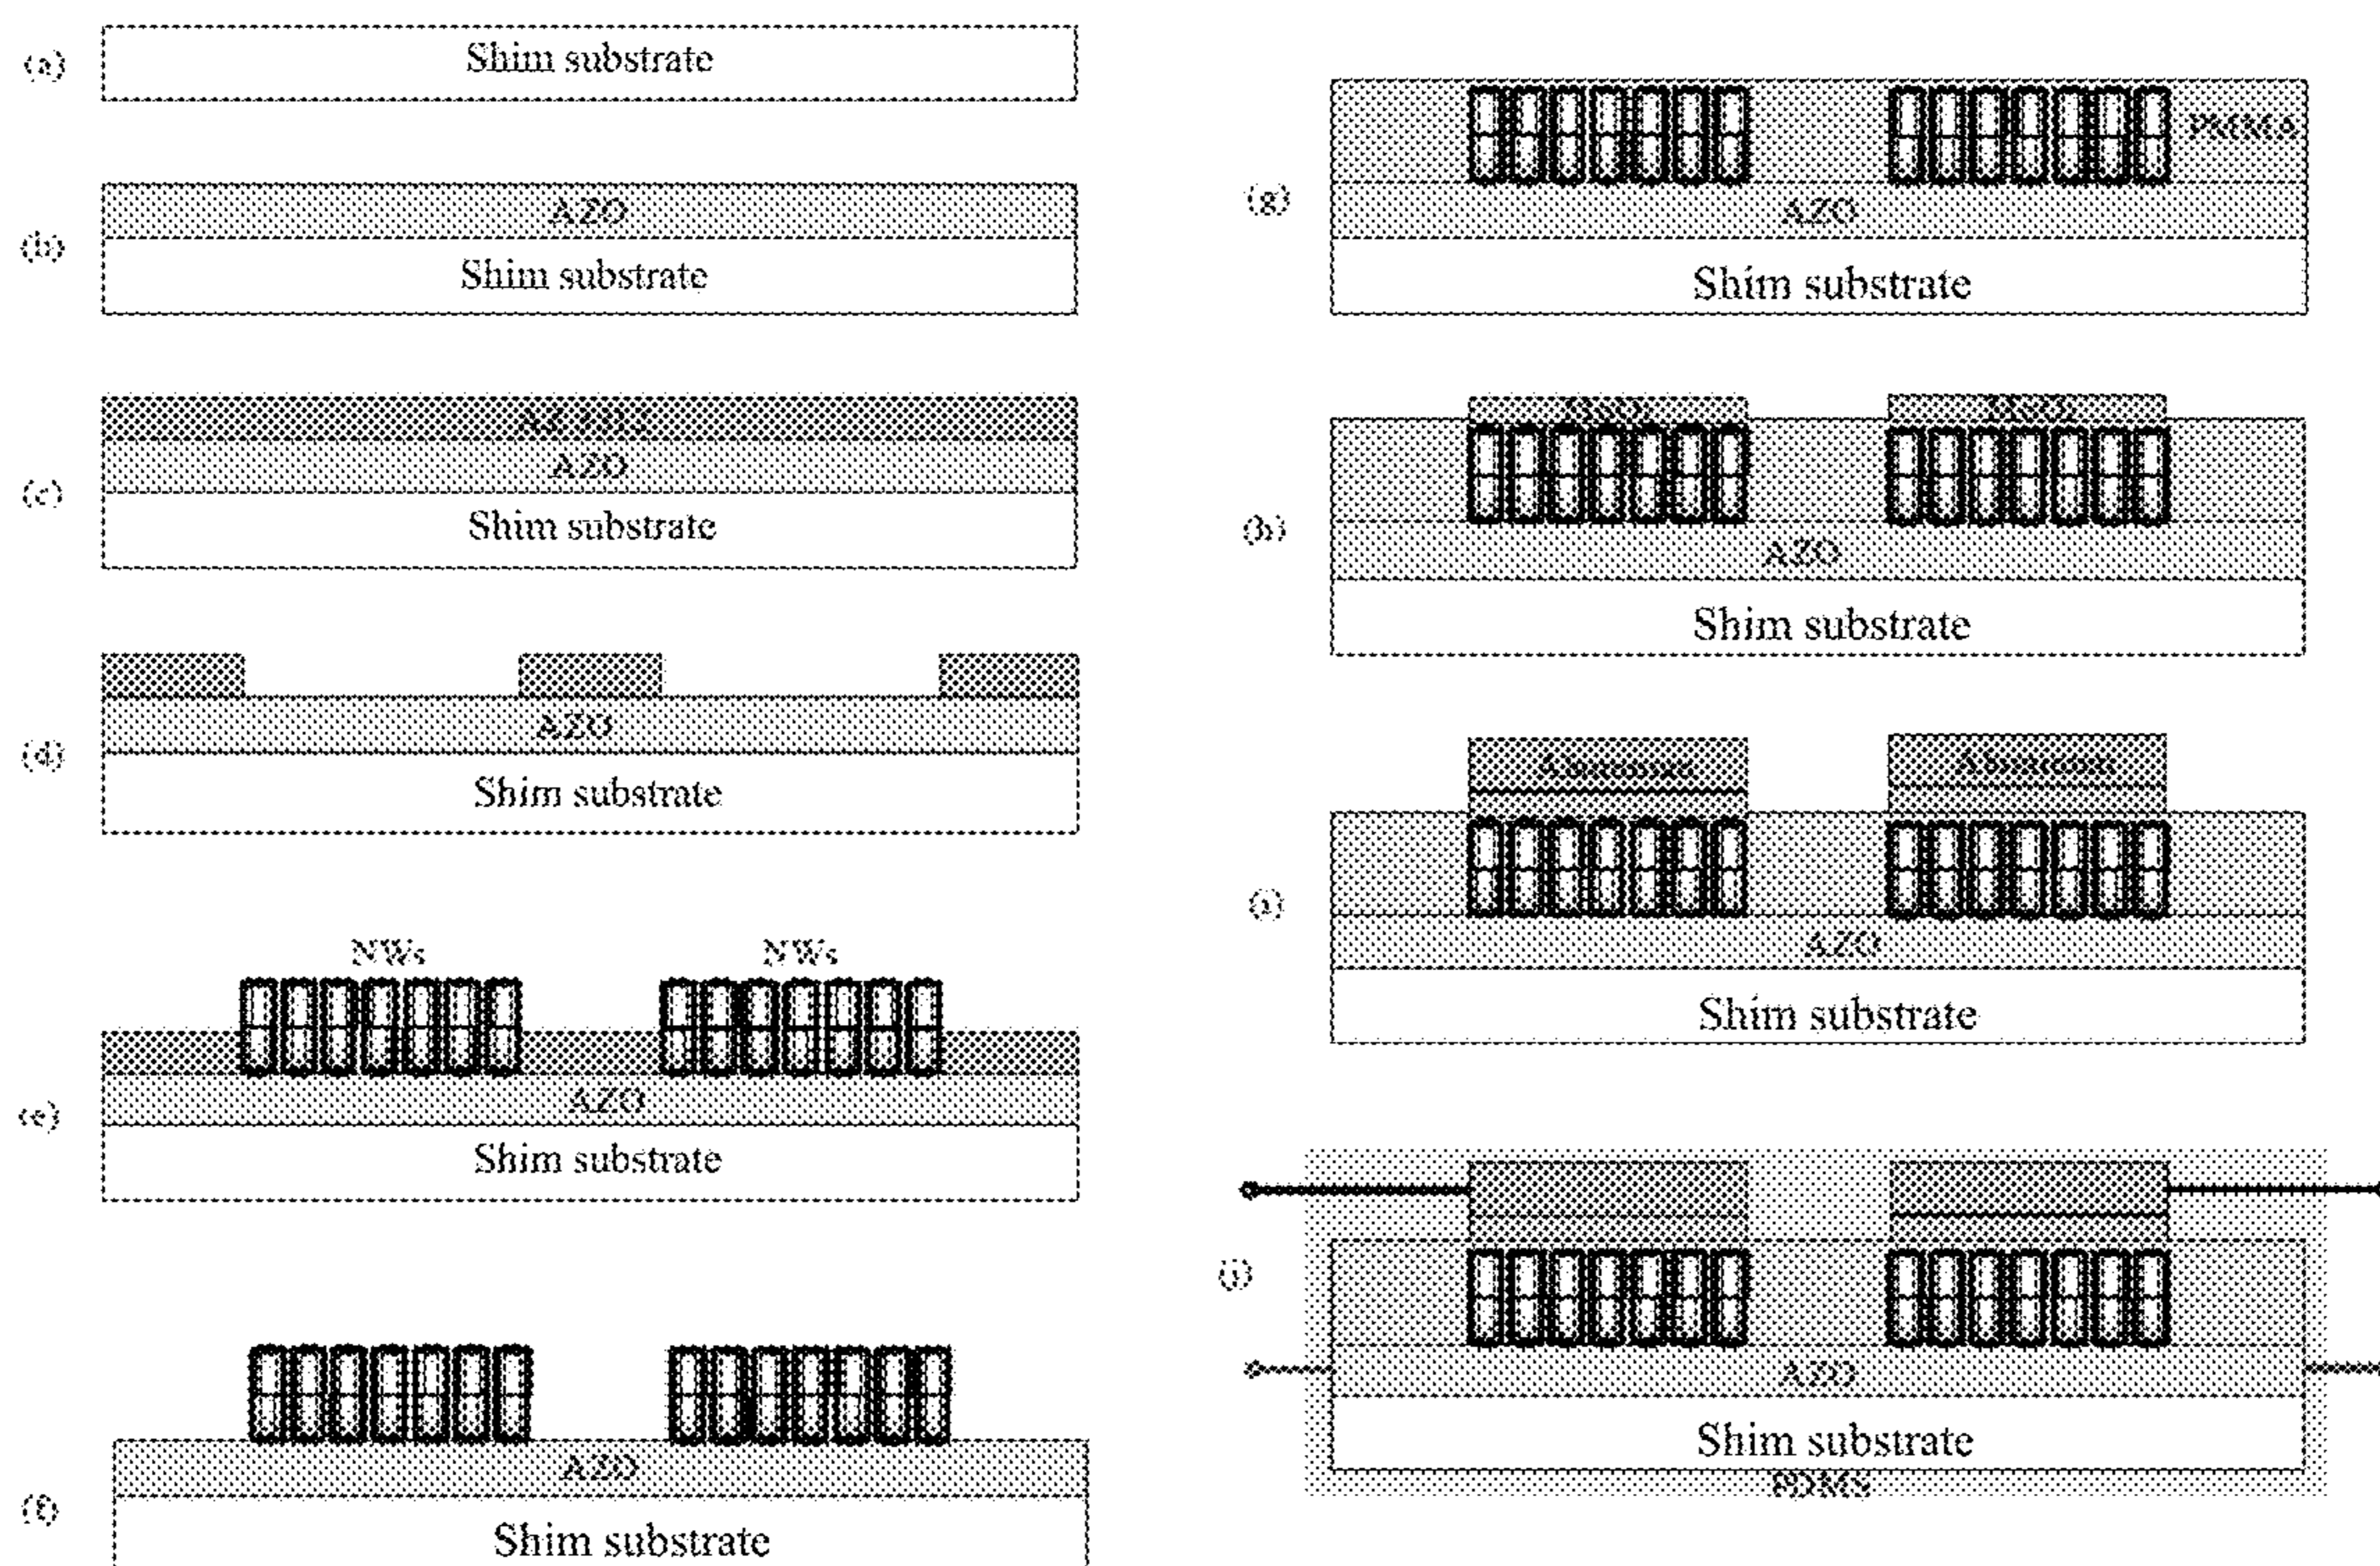 (a)
Shim substrate
(b)
AZO
Shim substrate
(c)
AZO
Shim substrate
(d)
AZO
Shim substrate
NWs NWs
(e)
AZO
Shim substrate
(f)
AZO
Shim substrate
PMMA
(g)
AZO
Shim substrate
(h)
AZO
Shim substrate
(i)
AZO
Shim substrate
(j)
AZO
Shim substrate
PDMS